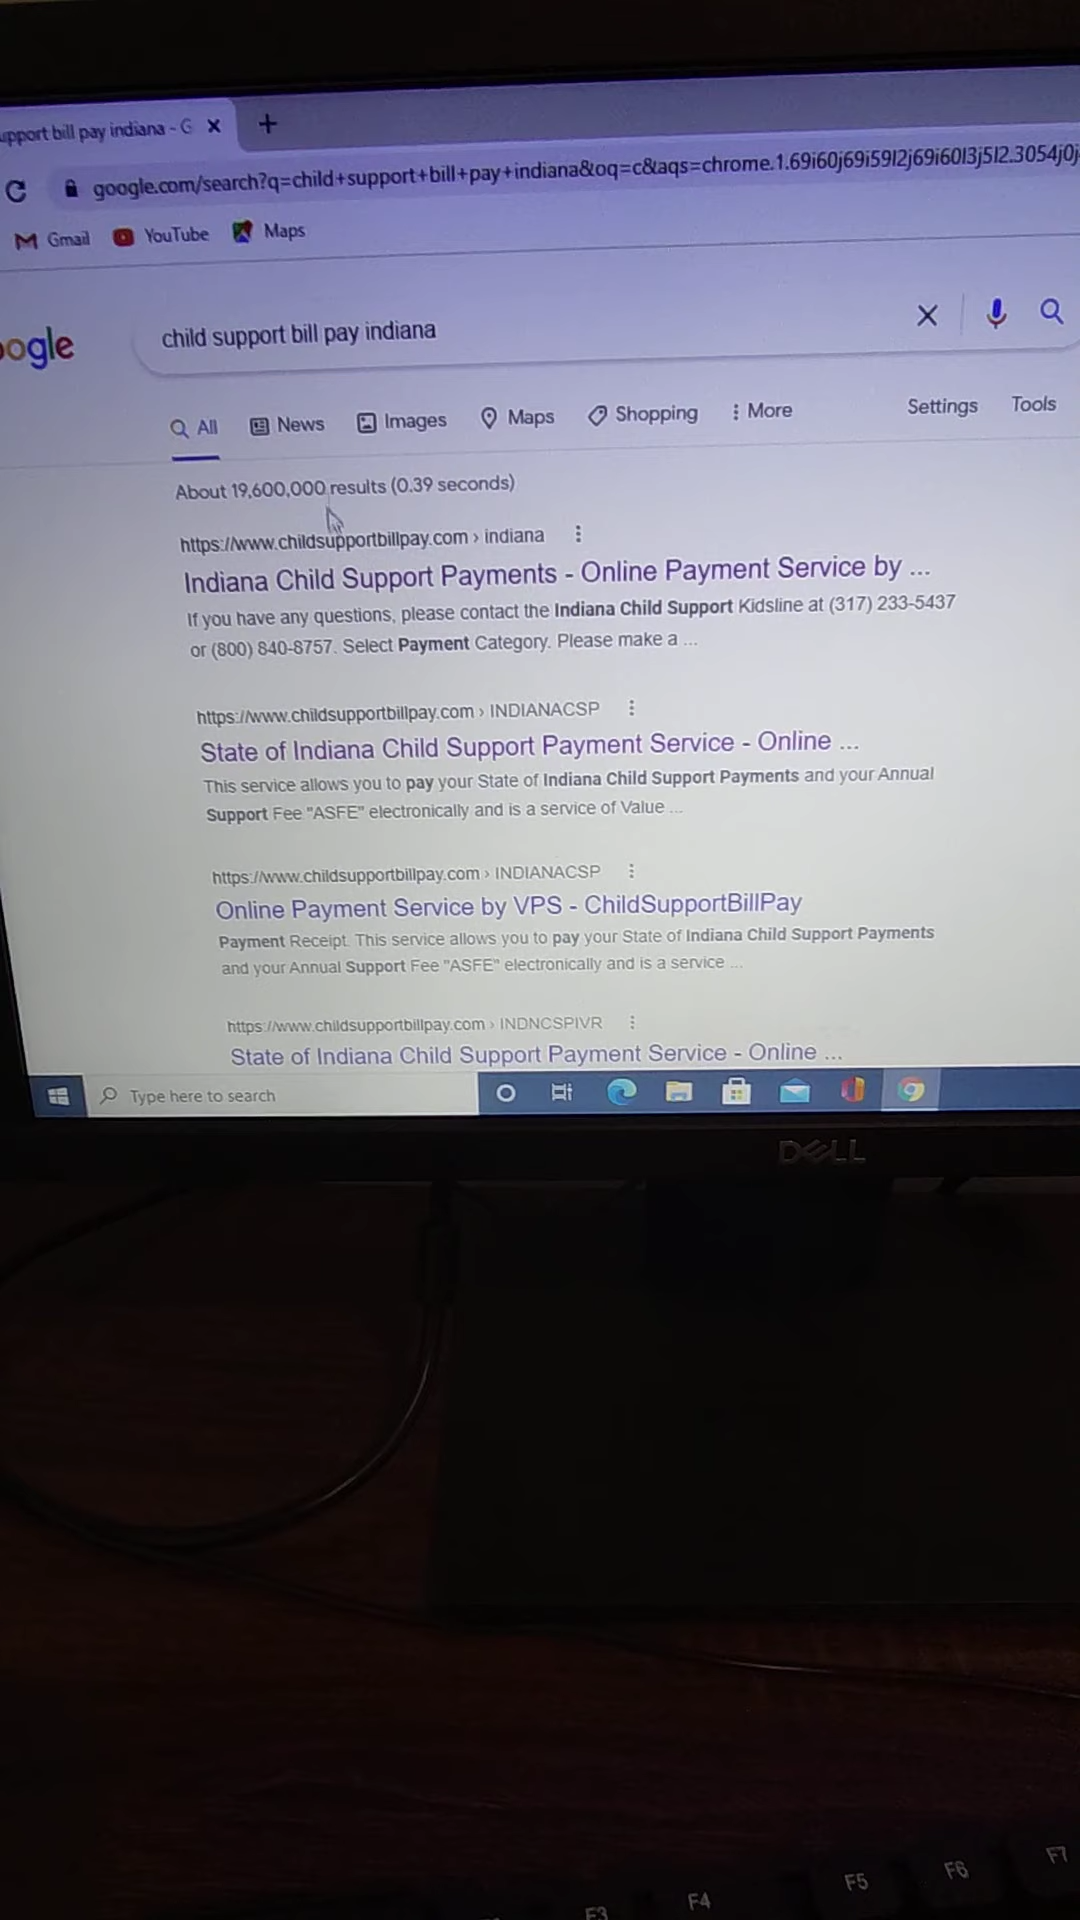 upport bill pay indiana - G
google.com/search?q=child+support+bill+pay+indiana&oq=c&aqs=chrome.1.69i60j69i59l2j69i60l3j5l2.3054j0j
Gmail YouTube Maps
ogle child support bill pay indiana
All News Images Maps Shopping More Settings Tools
About 19,600,000 results (0.39 seconds)
https://www.childsupportbillpay.com › indiana
Indiana Child Support Payments - Online Payment Service by ...
If you have any questions, please contact the Indiana Child Support Kidsline at (317) 233-5437
or (800) 840-8757. Select Payment Category. Please make a ...
https://www.childsupportbillpay.com › INDIANACSP
State of Indiana Child Support Payment Service - Online ...
This service allows you to pay your State of Indiana Child Support Payments and your Annual
Support Fee "ASFE" electronically and is a service of Value ...
https://www.childsupportbillpay.com › INDIANACSP
Online Payment Service by VPS - ChildSupportBillPay
Payment Receipt. This service allows you to pay your State of Indiana Child Support Payments
and your Annual Support Fee "ASFE" electronically and is a service ...
https://www.childsupportbillpay.com › INDNCSPIVR
State of Indiana Child Support Payment Service - Online ...
Type here to search
DELL
F3 F4 F5 F6 F7